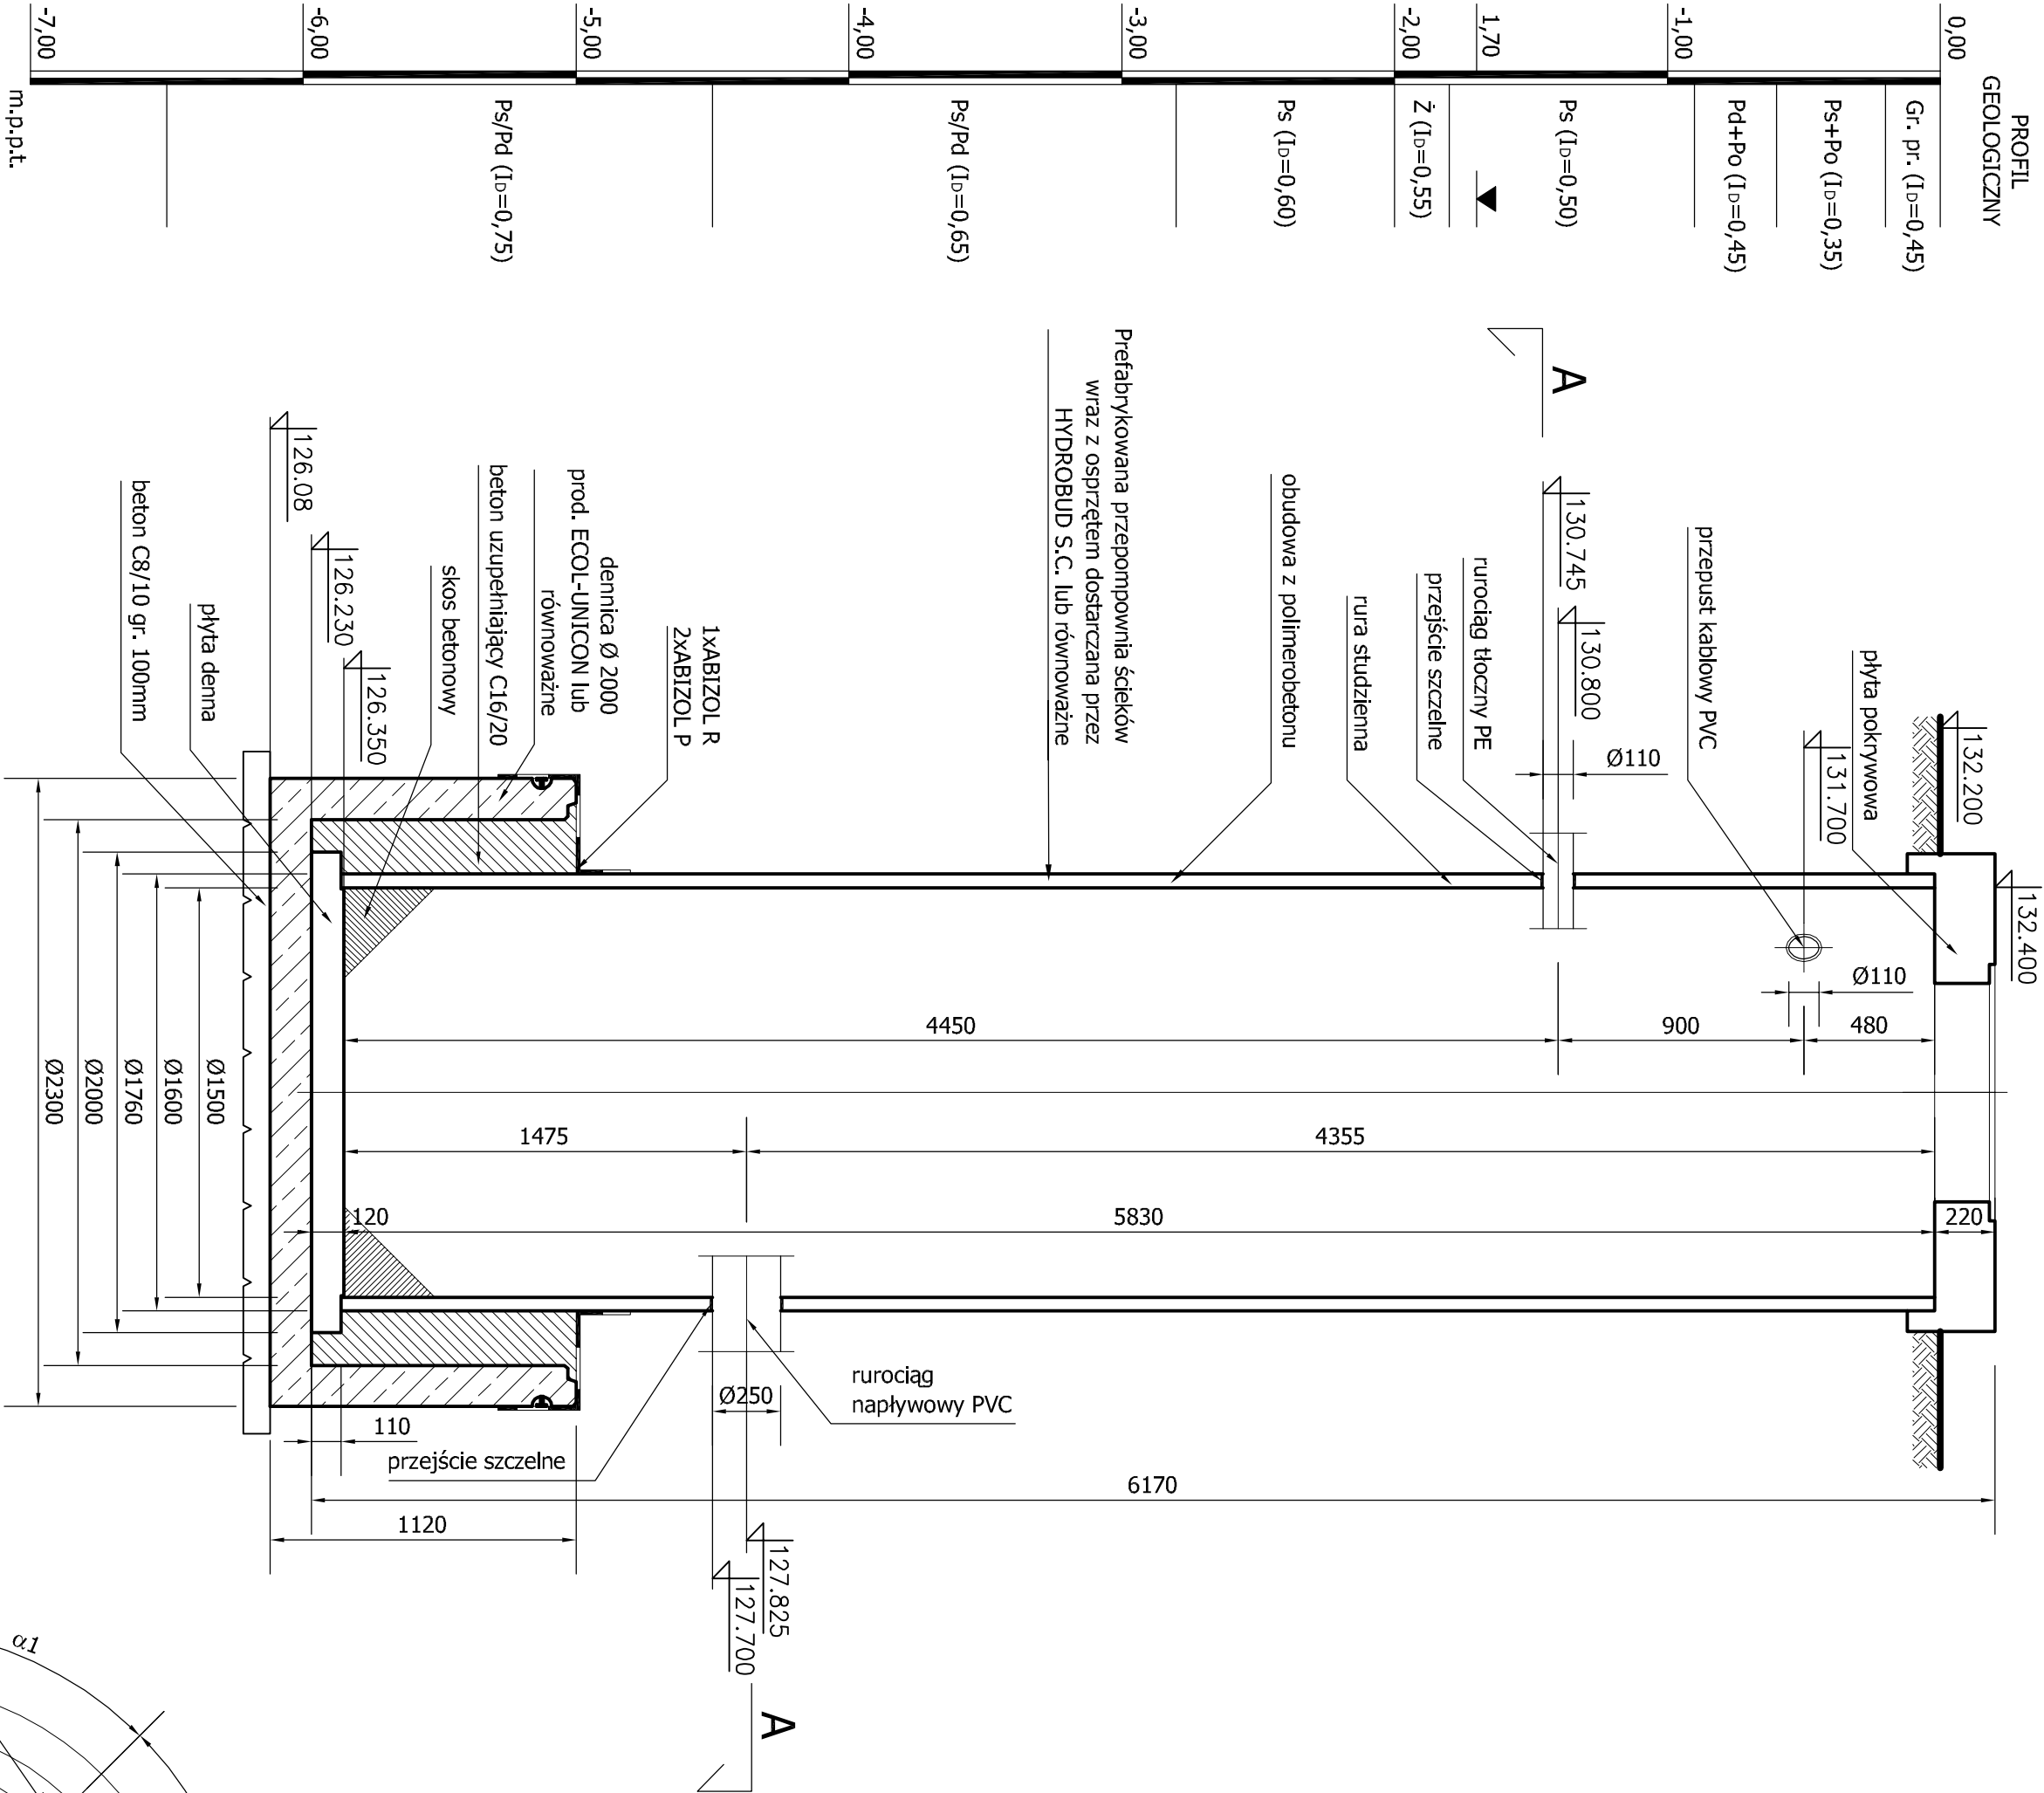 PROFIL
GEOLOGICZNY
0,00
-1,00
1,70
-2,00
-3,00
-4,00
-5,00
-6,00
-7,00
m.p.p.t.
Gr. pr. (ID=0,45)
Ps+Po (ID=0,35)
Pd+Po (ID=0,45)
Ps (ID=0,50)
Ż (ID=0,55)
Ps (ID=0,60)
Ps/Pd (ID=0,65)
Ps/Pd (ID=0,75)
132.400
132.200
131.700
płyta pokrywowa
przepust kablowy PVC
Ø110
Ø110
A
130.745
130.800
rurociąg tłoczny PE
przejście szczelne
rura studzienna
obudowa z polimerobetonu
Prefabrykowana przepompownia ścieków
wraz z osprzętem dostarczana przez
HYDROBUD S.C. lub równoważne
1xABIZOL R
2xABIZOL P
dennica Ø 2000
prod. ECOL-UNICON lub
równoważne
beton uzupełniający C16/20
skos betonowy
126.350
126.230
126.08
płyta denna
beton C8/10 gr. 100mm
480
900
4450
4355
1475
220
5830
120
Ø1500
Ø1600
Ø1760
Ø2000
Ø2300
rurociąg
napływowy PVC
Ø250
110
przejście szczelne
6170
1120
127.825
127.700
A
α1